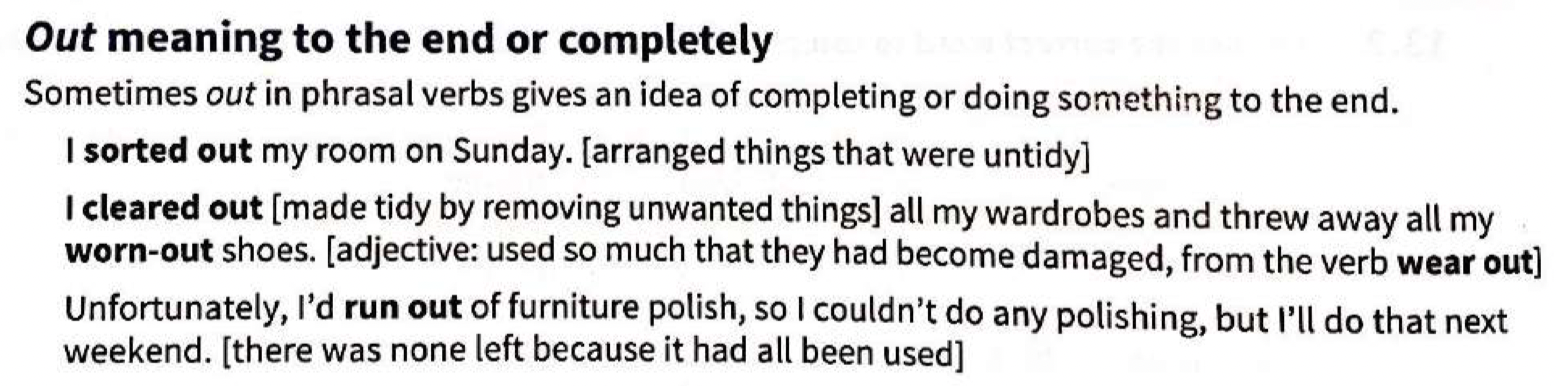 Out meaning to the end or completely
Sometimes out in phrasal verbs gives an idea of completing or doing something to the end.
I sorted out my room on Sunday. [arranged things that were untidy]
I cleared out [made tidy by removing unwanted things] all my wardrobes and threw away all my
worn-out shoes. [adjective: used so much that they had become damaged, from the verb wear out]
Unfortunately, I'd run out of furniture polish, so I couldn't do any polishing, but I'll do that next
weekend. [there was none left because it had all been used]